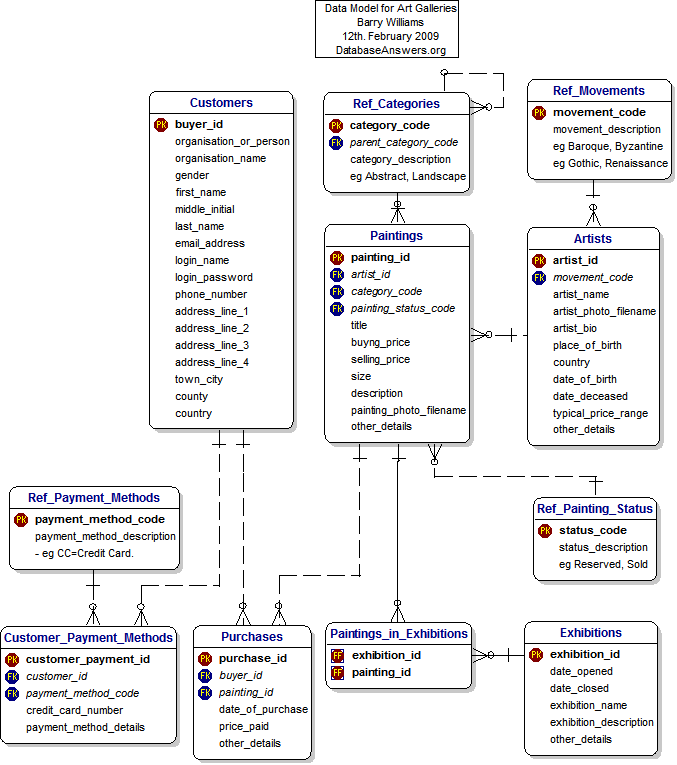 Data Model for Art Galleries
Barry Williams
12th. February 2009
DatabaseAnswers.org
Customers
PK buyer_id
organisation_or_person
organisation_name
gender
first_name
middle_initial
last_name
email_address
login_name
login_password
phone_number
address_line_1
address_line_2
address_line_3
address_line_4
town_city
county
country
Ref_Categories
PK category_code
FK parent_category_code
category_description
eg Abstract, Landscape
Ref_Movements
PK movement_code
movement_description
eg Baroque, Byzantine
eg Gothic, Renaissance
Paintings
PK painting_id
FK artist_id
FK category_code
FK painting_status_code
title
buyng_price
selling_price
size
description
painting_photo_filename
other_details
Artists
PK artist_id
FK movement_code
artist_name
artist_photo_filename
artist_bio
place_of_birth
country
date_of_birth
date_deceased
typical_price_range
other_details
Ref_Payment_Methods
PK payment_method_code
payment_method_description
- eg CC=Credit Card.
Ref_Painting_Status
PK status_code
status_description
eg Reserved, Sold
Customer_Payment_Methods
PK customer_payment_id
FK customer_id
FK payment_method_code
credit_card_number
payment_method_details
Purchases
PK purchase_id
FK buyer_id
FK painting_id
date_of_purchase
price_paid
other_details
Paintings_in_Exhibitions
FF exhibition_id
FF painting_id
Exhibitions
PK exhibition_id
date_opened
date_closed
exhibition_name
exhibition_description
other_details